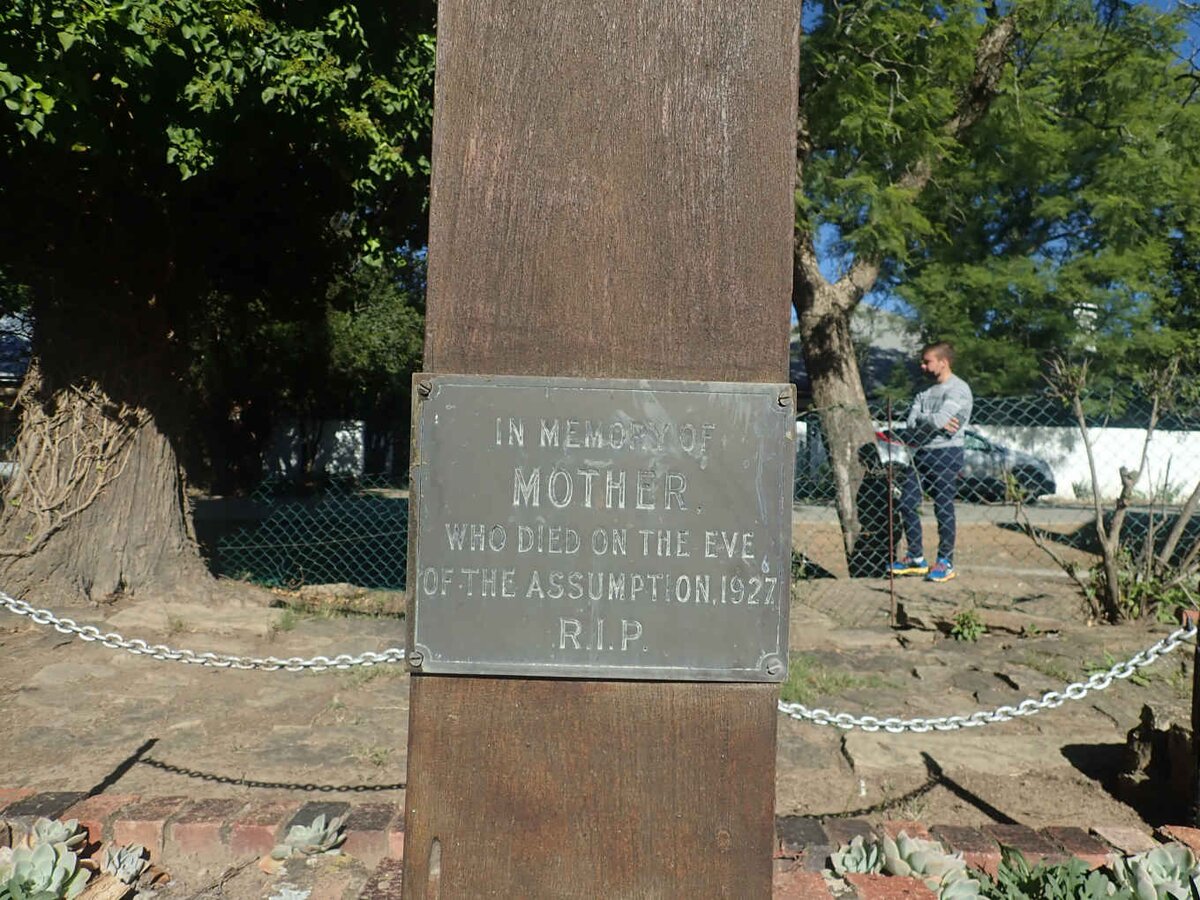 IN MEMORY OF
MOTHER,
WHO DIED ON THE EVE
OF THE ASSUMPTION, 1927,
R.I.P.